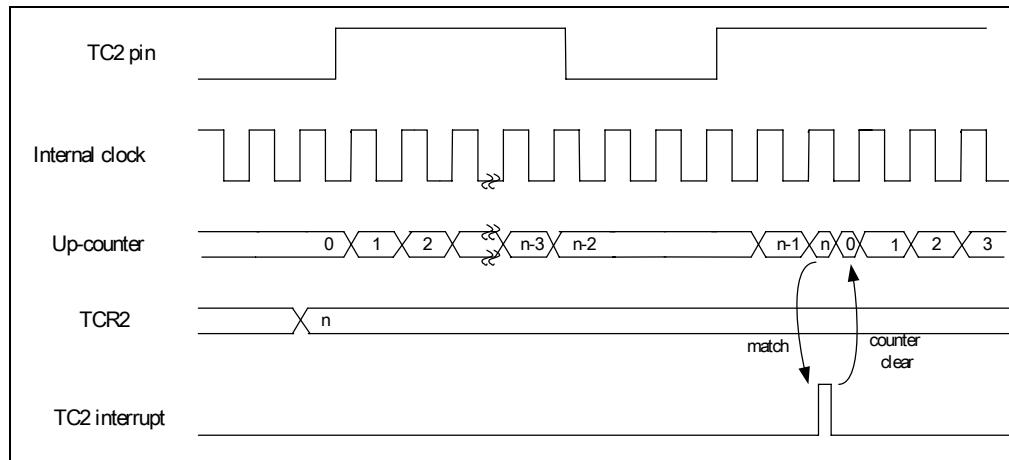 TC2 pin
Internal clock
Up-counter
0 1 2 n-3 n-2 n-1 n 0 1 2 3
TCR2
n
match
counter
clear
TC2 interrupt